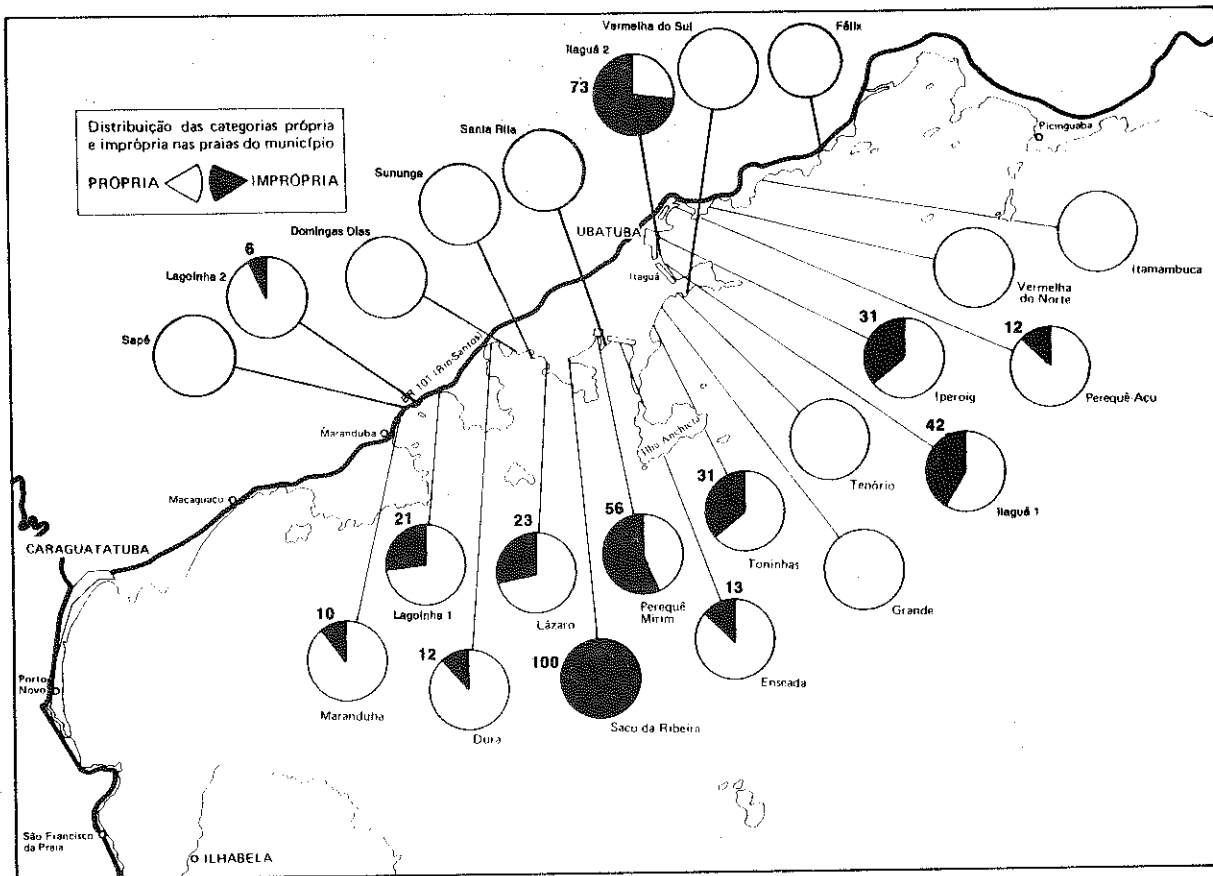 Vermelha do Sul
Félix
Itaguá 2
73
Distribuição das categorias própria
e imprópria nas praias do município
PRÓPRIA
IMPRÓPRIA
Santa Rita
Sununga
Domingas Dias
Picinguaba
UBATUBA
Itaguá
6
Lagoinha 2
Sapê
Itamambuca
Vermelha
do Norte
BR 101 (Rio-Santos)
31
Iperoig
12
Perequê-Açu
Maranduba
Ilha Anchieta
42
Itaguá 1
Tenório
Macaguaçu
31
Toninhas
CARAGUATATUBA
21
Lagoinha 1
23
Lázaro
56
Perequê
Mirim
Grande
13
Enseada
10
Maranduba
12
Dura
100
Saco da Ribeira
Porto
Novo
São Francisco
da Praia
ILHABELA